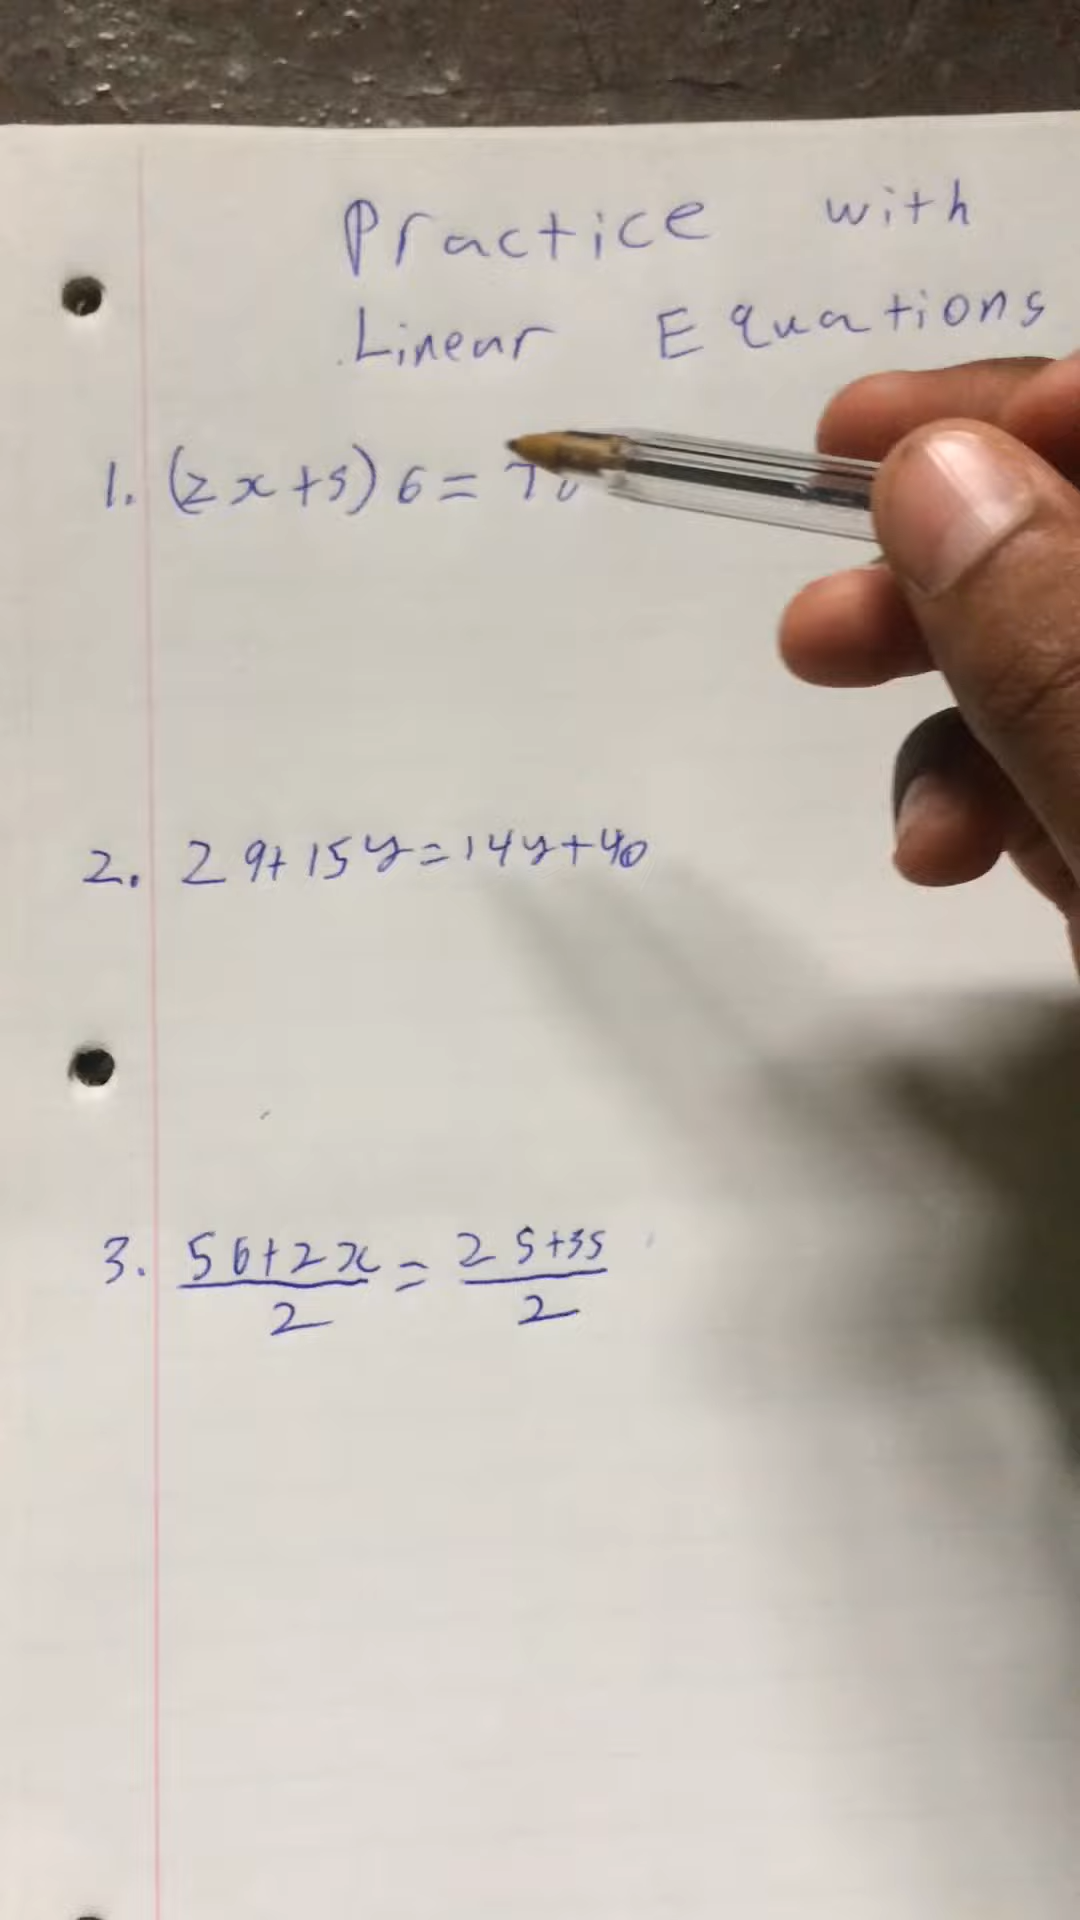 Practice with
Linear Equations
1. (2x+5) 6 = 70
2. 29+15y=14y+40
3. 56+2x = 25+35
2 2